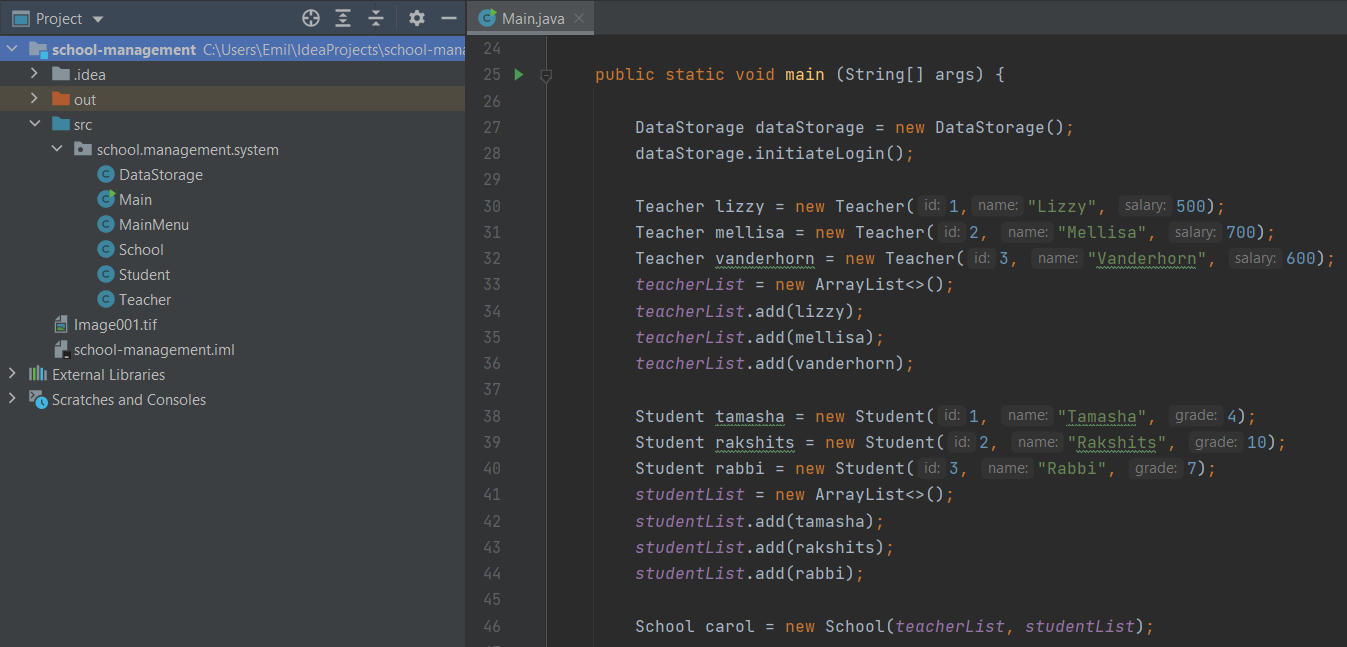 Project
school-management C:\Users\Emil\IdeaProjects\school-mana
.idea
out
src
school.management.system
DataStorage
Main
MainMenu
School
Student
Teacher
Image001.tif
school-management.iml
External Libraries
Scratches and Consoles
Main.java
24
25 public static void main (String[] args) {
26
27 DataStorage dataStorage = new DataStorage();
28 dataStorage.initiateLogin();
29
30 Teacher lizzy = new Teacher( id: 1, name: "Lizzy", salary: 500);
31 Teacher mellisa = new Teacher( id: 2, name: "Mellisa", salary: 700);
32 Teacher vanderhorn = new Teacher( id: 3, name: "Vanderhorn", salary: 600);
33 teacherList = new ArrayList<>();
34 teacherList.add(lizzy);
35 teacherList.add(mellisa);
36 teacherList.add(vanderhorn);
37
38 Student tamasha = new Student( id: 1, name: "Tamasha", grade: 4);
39 Student rakshits = new Student( id: 2, name: "Rakshits", grade: 10);
40 Student rabbi = new Student( id: 3, name: "Rabbi", grade: 7);
41 studentList = new ArrayList<>();
42 studentList.add(tamasha);
43 studentList.add(rakshits);
44 studentList.add(rabbi);
45
46 School carol = new School(teacherList, studentList);